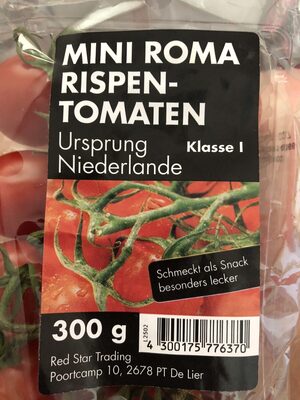 MINI ROMA
RISPEN-
TOMATEN
Ursprung Klasse I
Niederlande
Schmeckt als Snack
besonders lecker
300 g
L2502
4 300175 776370
Red Star Trading
Poortcamp 10, 2678 PT De Lier